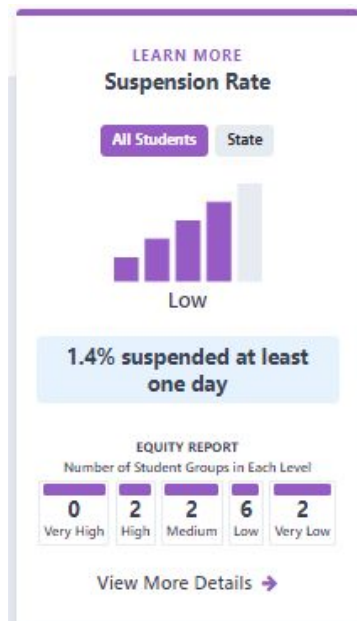 LEARN MORE
Suspension Rate
All Students State
Low
1.4% suspended at least
one day
EQUITY REPORT
Number of Student Groups in Each Level
0 2 2 6 2
Very High High Medium Low Very Low
View More Details